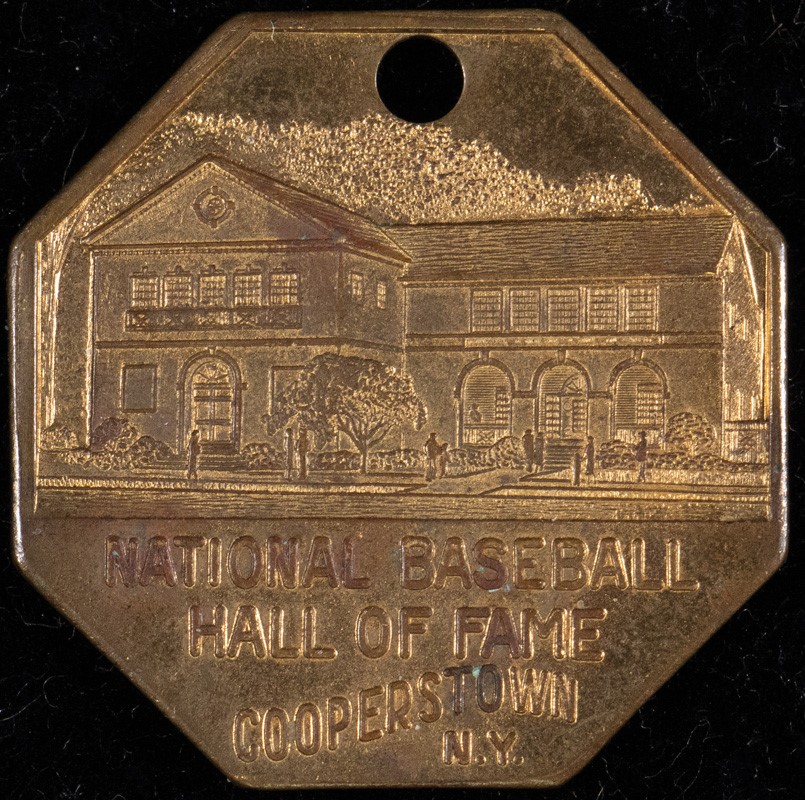 NATIONAL BASEBALL
HALL OF FAME
COOPERSTOWN
N.Y.